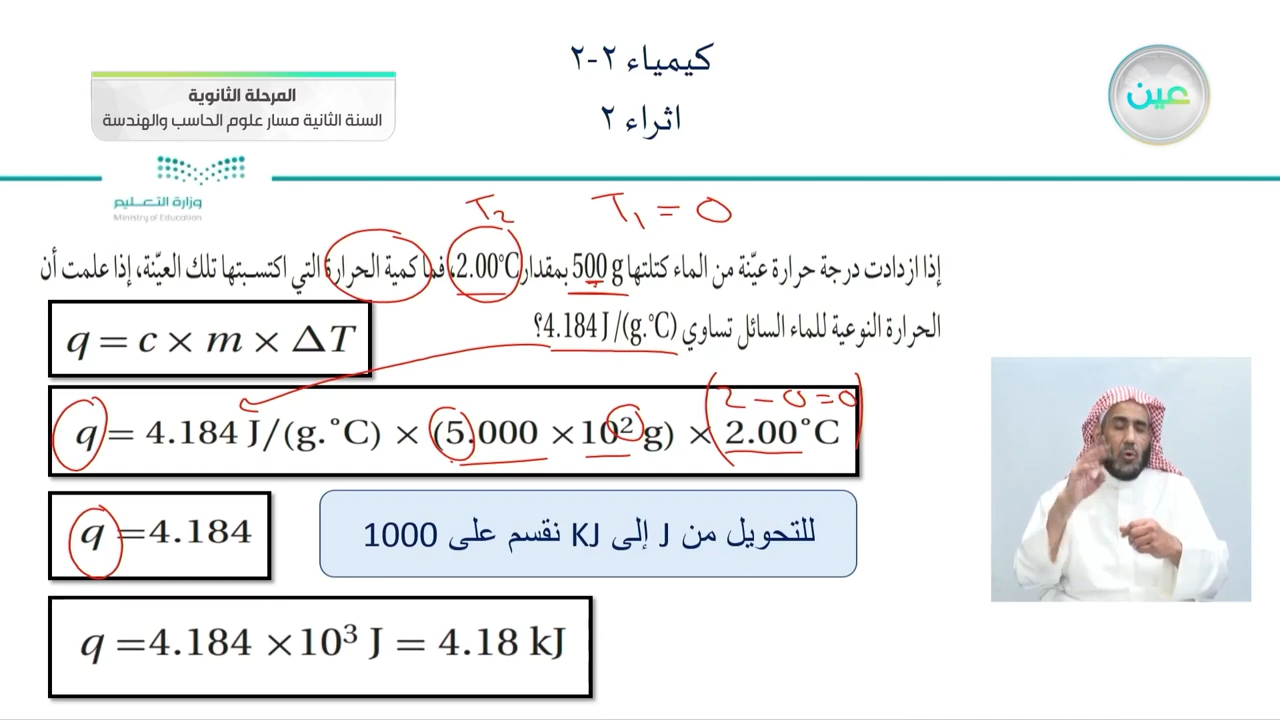 كيمياء ٢-٢
اثراء ٢
عين
المرحلة الثانوية
السنة الثانية مسار علوم الحاسب والهندسة
وزارة التعـليم
Ministry of Education
T₂ T₁ = 0
إذا ازدادت درجة حرارة عيّنة من الماء كتلتها 500 g بمقدار 2.00°C، فما كمية الحرارة التي اكتسبتها تلك العيّنة، إذا علمت أن
الحرارة النوعية للماء السائل تساوي 4.184 J/(g.°C)؟
q = c × m × ΔT
2 - 0 = 0
q = 4.184 J/(g.°C) × (5.000 ×10² g) × 2.00°C
q =4.184
للتحويل من J إلى KJ نقسم على 1000
q =4.184 ×10³ J = 4.18 kJ